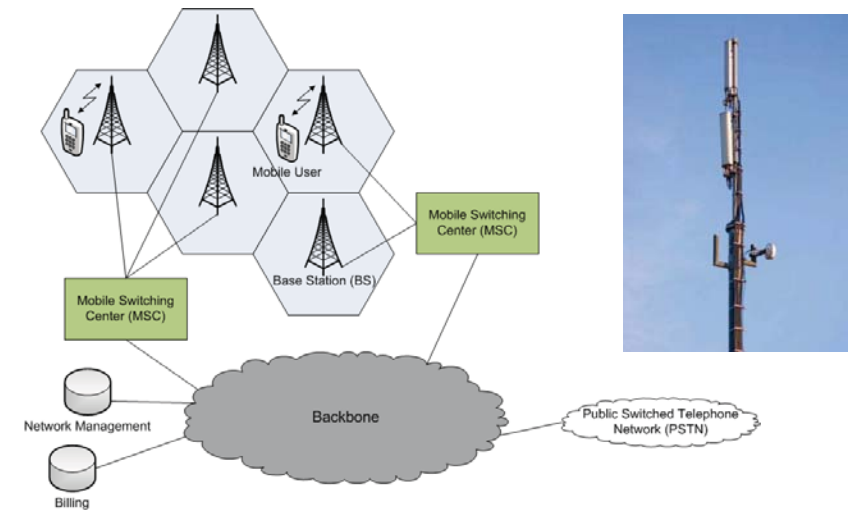 Mobile User
Mobile Switching
Center (MSC)
Base Station (BS)
Mobile Switching
Center (MSC)
Backbone
Network Management
Public Switched Telephone
Network (PSTN)
Billing